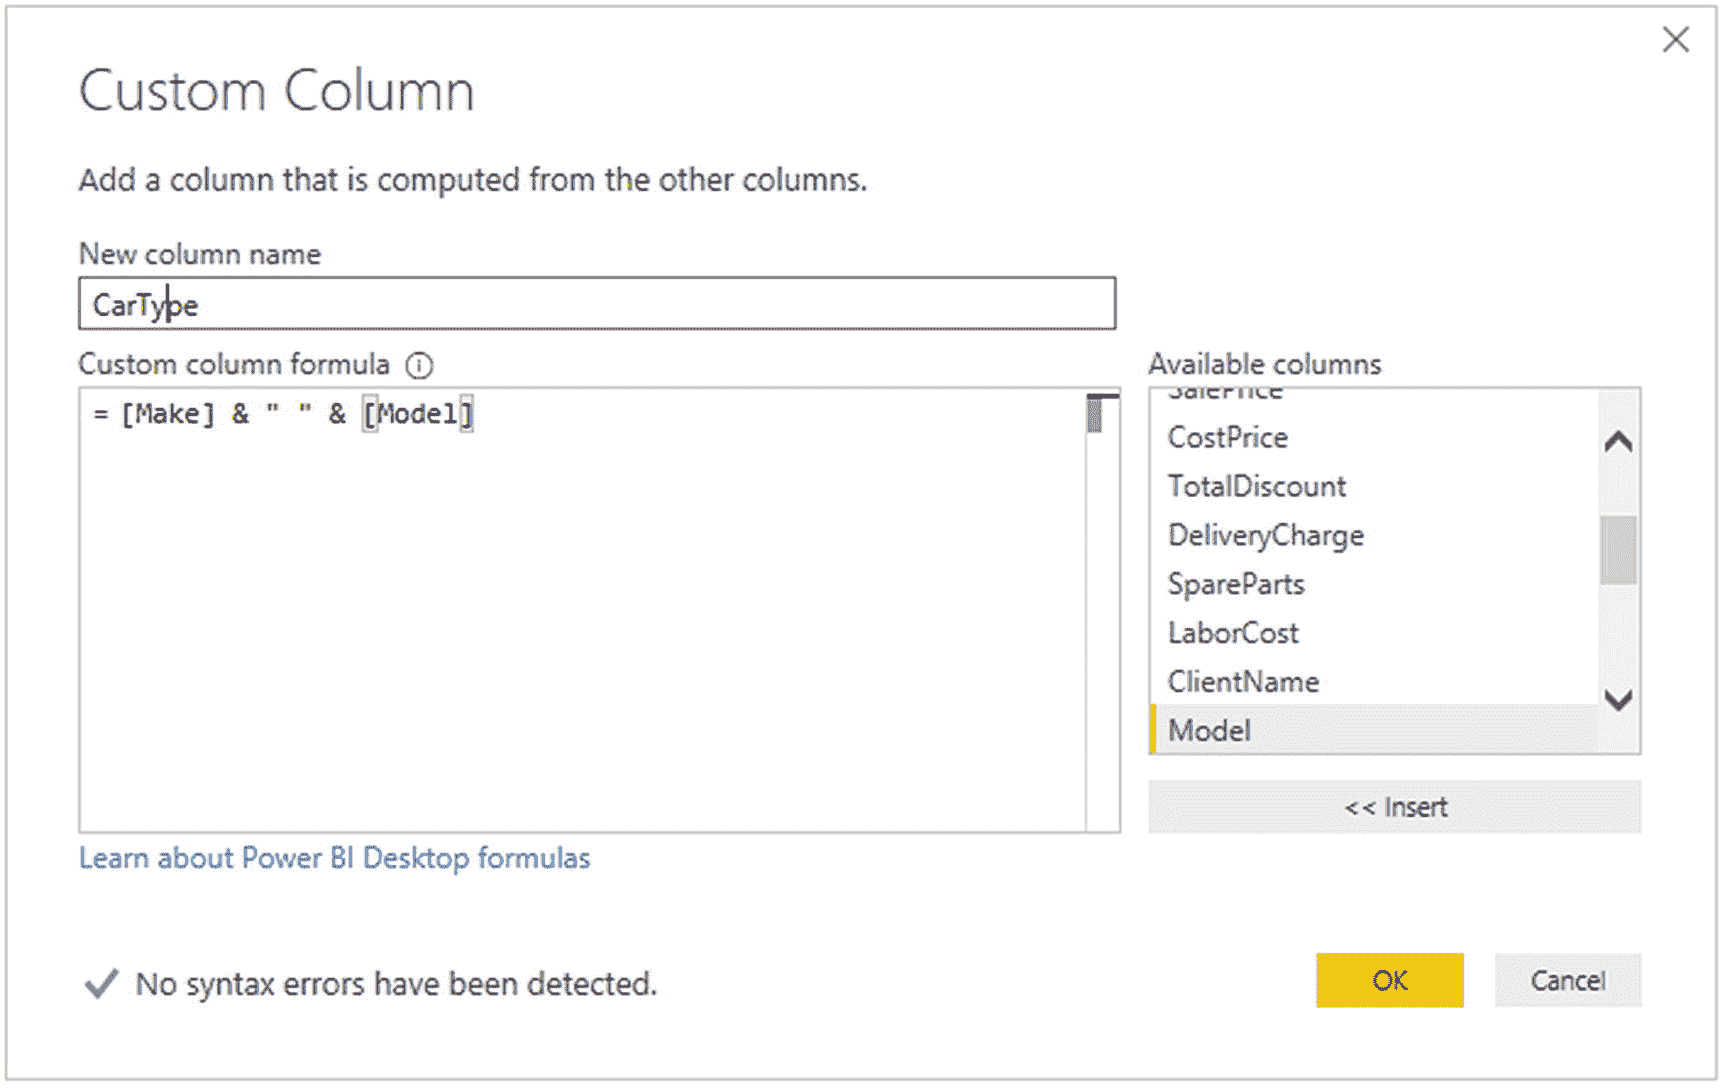 Custom Column
Add a column that is computed from the other columns.
New column name
CarType
Custom column formula
= [Make] & " " & [Model]
Available columns
SalePrice
CostPrice
TotalDiscount
DeliveryCharge
SpareParts
LaborCost
ClientName
Model
<< Insert
Learn about Power BI Desktop formulas
No syntax errors have been detected.
OK
Cancel